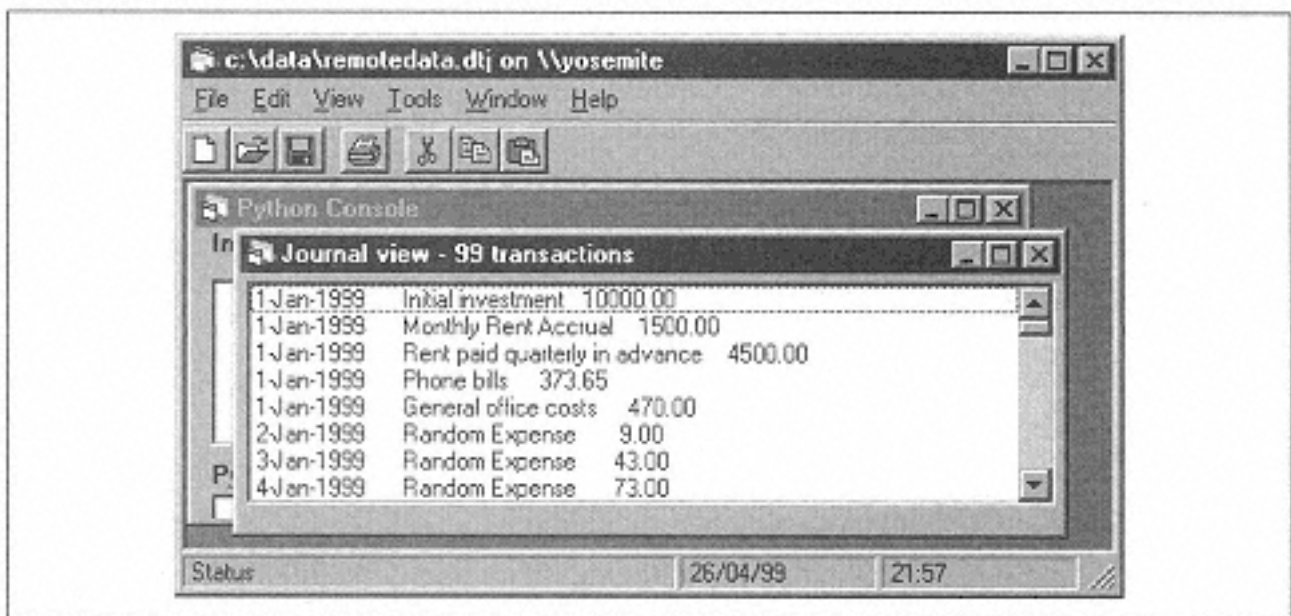 c:\data\remotedata.dtj on \\yosemite
File Edit View Tools Window Help
Python Console
In
Journal view - 99 transactions
1-Jan-1999 Initial investment 10000.00
1-Jan-1999 Monthly Rent Accrual 1500.00
1-Jan-1999 Rent paid quarterly in advance 4500.00
1-Jan-1999 Phone bills 373.65
1-Jan-1999 General office costs 470.00
2-Jan-1999 Random Expense 9.00
3-Jan-1999 Random Expense 43.00
4-Jan-1999 Random Expense 73.00
Status 26/04/99 21:57